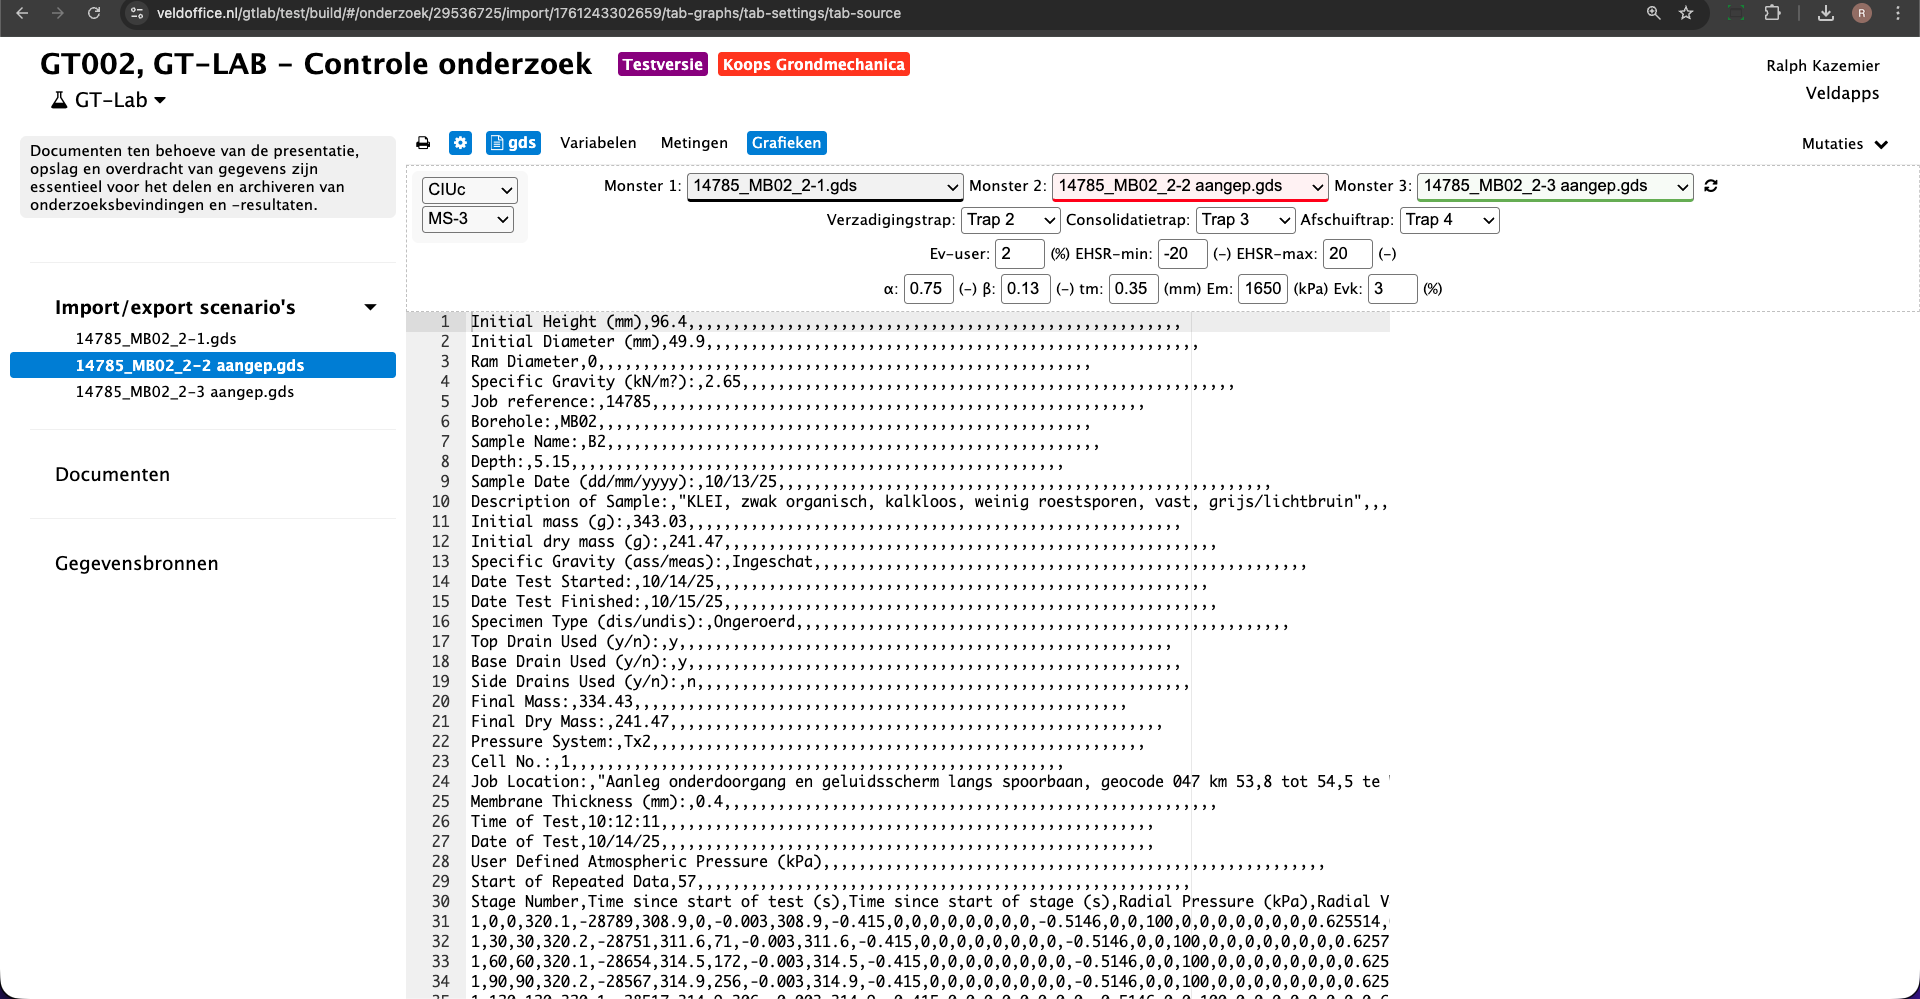 veldoffice.nl/gtlab/test/build/#/onderzoek/29536725/import/1761243302659/tab-graphs/tab-settings/tab-source
R
GT002, GT-LAB - Controle onderzoek Testversie Koops Grondmechanica
Ralph Kazemier
GT-Lab
Veldapps
Documenten ten behoeve van de presentatie,
opslag en overdracht van gegevens zijn
essentieel voor het delen en archiveren van
onderzoeksbevindingen en -resultaten.
Import/export scenario's
14785_MB02_2-1.gds
14785_MB02_2-2 aangep.gds
14785_MB02_2-3 aangep.gds
Documenten
Gegevensbronnen
gds Variabelen Metingen Grafieken Mutaties
CIUc
MS-3
Monster 1: 14785_MB02_2-1.gds Monster 2: 14785_MB02_2-2 aangep.gds Monster 3: 14785_MB02_2-3 aangep.gds
Verzadigingstrap: Trap 2 Consolidatietrap: Trap 3 Afschuiftrap: Trap 4
Ev-user: 2 (%) EHSR-min: -20 (-) EHSR-max: 20 (-)
α: 0.75 (-) β: 0.13 (-) tm: 0.35 (mm) Em: 1650 (kPa) Evk: 3 (%)
1 Initial Height (mm),96.4,,,,,,,,,,,,,,,,,,,,,,,,,,,,,,,,,,,,,,,,,,,,,,,,,,,,,,,
2 Initial Diameter (mm),49.9,,,,,,,,,,,,,,,,,,,,,,,,,,,,,,,,,,,,,,,,,,,,,,,,,,,,,,,
3 Ram Diameter,0,,,,,,,,,,,,,,,,,,,,,,,,,,,,,,,,,,,,,,,,,,,,,,,,,,,,,,,
4 Specific Gravity (kN/m?):,2.65,,,,,,,,,,,,,,,,,,,,,,,,,,,,,,,,,,,,,,,,,,,,,,,,,,,,,,,
5 Job reference:,14785,,,,,,,,,,,,,,,,,,,,,,,,,,,,,,,,,,,,,,,,,,,,,,,,,,,,,,,
6 Borehole:,MB02,,,,,,,,,,,,,,,,,,,,,,,,,,,,,,,,,,,,,,,,,,,,,,,,,,,,,,,
7 Sample Name:,B2,,,,,,,,,,,,,,,,,,,,,,,,,,,,,,,,,,,,,,,,,,,,,,,,,,,,,,,
8 Depth:,5.15,,,,,,,,,,,,,,,,,,,,,,,,,,,,,,,,,,,,,,,,,,,,,,,,,,,,,,,
9 Sample Date (dd/mm/yyyy):,10/13/25,,,,,,,,,,,,,,,,,,,,,,,,,,,,,,,,,,,,,,,,,,,,,,,,,,,,,,,
10 Description of Sample:,"KLEI, zwak organisch, kalkloos, weinig roestsporen, vast, grijs/lichtbruin",,,
11 Initial mass (g):,343.03,,,,,,,,,,,,,,,,,,,,,,,,,,,,,,,,,,,,,,,,,,,,,,,,,,,,,,,
12 Initial dry mass (g):,241.47,,,,,,,,,,,,,,,,,,,,,,,,,,,,,,,,,,,,,,,,,,,,,,,,,,,,,,,
13 Specific Gravity (ass/meas):,Ingeschat,,,,,,,,,,,,,,,,,,,,,,,,,,,,,,,,,,,,,,,,,,,,,,,,,,,,,,,
14 Date Test Started:,10/14/25,,,,,,,,,,,,,,,,,,,,,,,,,,,,,,,,,,,,,,,,,,,,,,,,,,,,,,,
15 Date Test Finished:,10/15/25,,,,,,,,,,,,,,,,,,,,,,,,,,,,,,,,,,,,,,,,,,,,,,,,,,,,,,,
16 Specimen Type (dis/undis):,Ongeroerd,,,,,,,,,,,,,,,,,,,,,,,,,,,,,,,,,,,,,,,,,,,,,,,,,,,,,,,
17 Top Drain Used (y/n):,y,,,,,,,,,,,,,,,,,,,,,,,,,,,,,,,,,,,,,,,,,,,,,,,,,,,,,,,
18 Base Drain Used (y/n):,y,,,,,,,,,,,,,,,,,,,,,,,,,,,,,,,,,,,,,,,,,,,,,,,,,,,,,,,
19 Side Drains Used (y/n):,n,,,,,,,,,,,,,,,,,,,,,,,,,,,,,,,,,,,,,,,,,,,,,,,,,,,,,,,
20 Final Mass:,334.43,,,,,,,,,,,,,,,,,,,,,,,,,,,,,,,,,,,,,,,,,,,,,,,,,,,,,,,
21 Final Dry Mass:,241.47,,,,,,,,,,,,,,,,,,,,,,,,,,,,,,,,,,,,,,,,,,,,,,,,,,,,,,,
22 Pressure System:,Tx2,,,,,,,,,,,,,,,,,,,,,,,,,,,,,,,,,,,,,,,,,,,,,,,,,,,,,,,
23 Cell No.:,1,,,,,,,,,,,,,,,,,,,,,,,,,,,,,,,,,,,,,,,,,,,,,,,,,,,,,,,
24 Job Location:,"Aanleg onderdoorgang en geluidsscherm langs spoorbaan, geocode 047 km 53,8 tot 54,5 te
25 Membrane Thickness (mm):,0.4,,,,,,,,,,,,,,,,,,,,,,,,,,,,,,,,,,,,,,,,,,,,,,,,,,,,,,,
26 Time of Test,10:12:11,,,,,,,,,,,,,,,,,,,,,,,,,,,,,,,,,,,,,,,,,,,,,,,,,,,,,,,
27 Date of Test,10/14/25,,,,,,,,,,,,,,,,,,,,,,,,,,,,,,,,,,,,,,,,,,,,,,,,,,,,,,,
28 User Defined Atmospheric Pressure (kPa),,,,,,,,,,,,,,,,,,,,,,,,,,,,,,,,,,,,,,,,,,,,,,,,,,,,,,,,
29 Start of Repeated Data,57,,,,,,,,,,,,,,,,,,,,,,,,,,,,,,,,,,,,,,,,,,,,,,,,,,,,,,,
30 Stage Number,Time since start of test (s),Time since start of stage (s),Radial Pressure (kPa),Radial V
31 1,0,0,320.1,-28789,308.9,0,-0.003,308.9,-0.415,0,0,0,0,0,0,0,0,-0.5146,0,0,100,0,0,0,0,0,0,0,0.625514,
32 1,30,30,320.2,-28751,311.6,71,-0.003,311.6,-0.415,0,0,0,0,0,0,0,0,-0.5146,0,0,100,0,0,0,0,0,0,0,0.6257
33 1,60,60,320.1,-28654,314.5,172,-0.003,314.5,-0.415,0,0,0,0,0,0,0,0,-0.5146,0,0,100,0,0,0,0,0,0,0,0.625
34 1,90,90,320.2,-28567,314.9,256,-0.003,314.9,-0.415,0,0,0,0,0,0,0,0,-0.5146,0,0,100,0,0,0,0,0,0,0,0.625